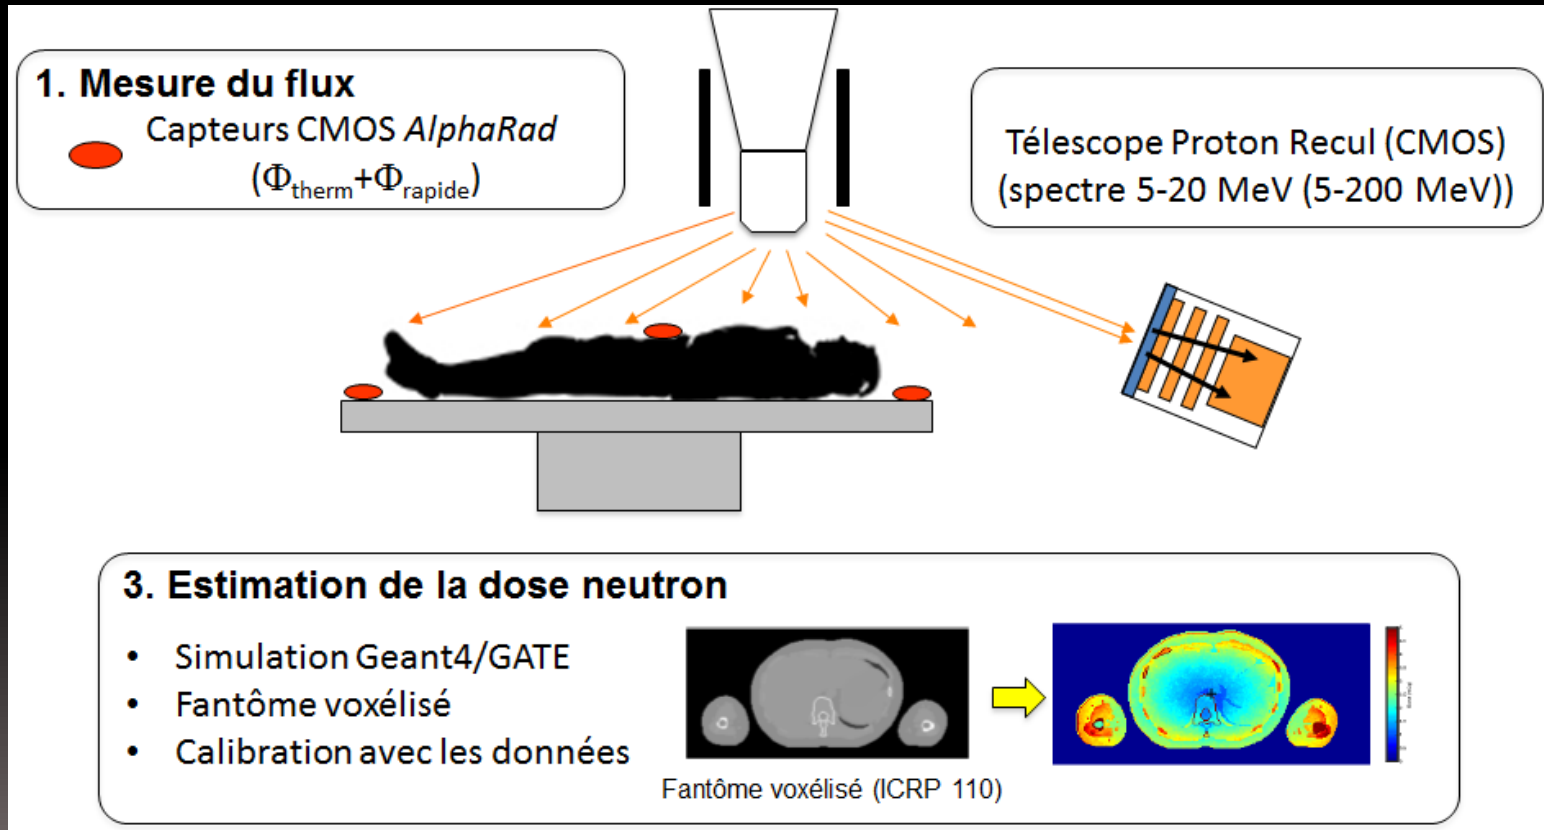 1. Mesure du flux
Capteurs CMOS AlphaRad
(Φtherm+Φrapide)
Télescope Proton Recul (CMOS)
(spectre 5-20 MeV (5-200 MeV))
3. Estimation de la dose neutron
• Simulation Geant4/GATE
• Fantôme voxélisé
• Calibration avec les données
Fantôme voxélisé (ICRP 110)